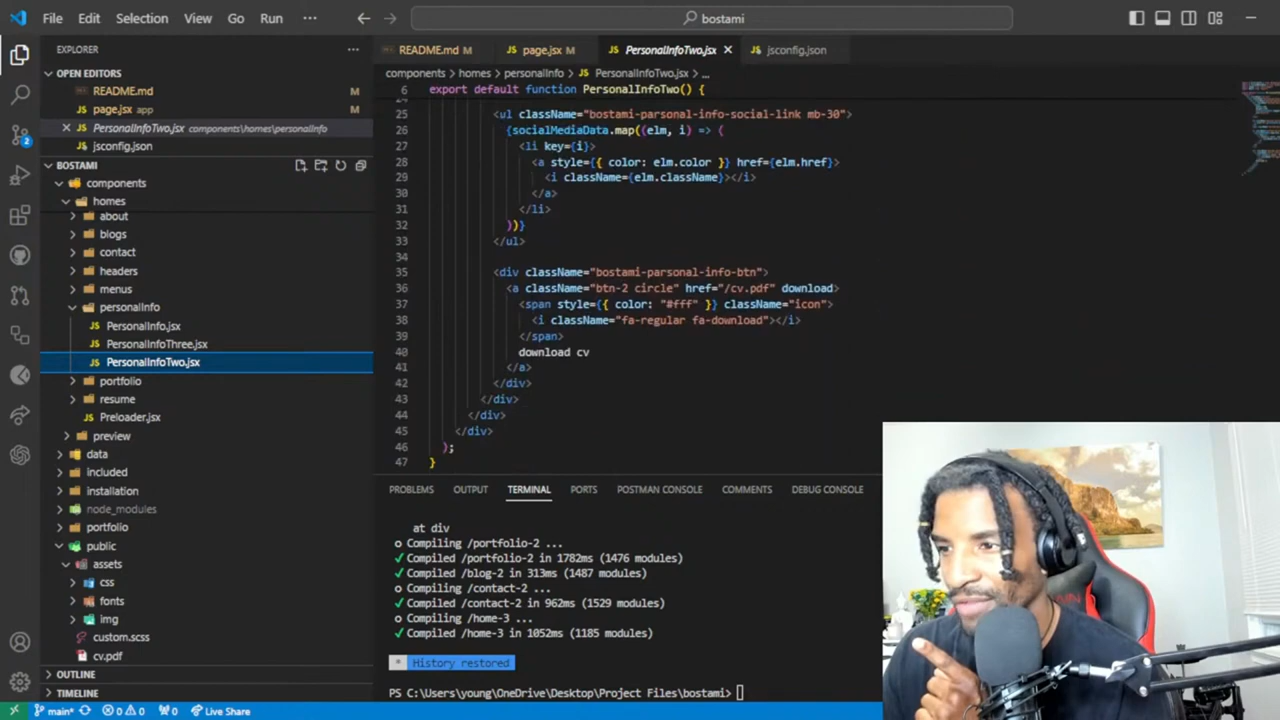 File Edit Selection View Go Run ··· bostami
EXPLORER ···
OPEN EDITORS
README.md M
page.jsx app M
PersonalInfoTwo.jsx components\homes\personalInfo
jsconfig.json
BOSTAMI
components
homes
about
blogs
contact
headers
menus
personalInfo
JS PersonalInfo.jsx
JS PersonalInfoThree.jsx
JS PersonalInfoTwo.jsx
portfolio
resume
JS Preloader.jsx
preview
data
included
installation
node_modules
portfolio
public
assets
css
fonts
img
custom.scss
cv.pdf
OUTLINE
TIMELINE
README.md M page.jsx M PersonalInfoTwo.jsx jsconfig.json
components > homes > personalInfo > JS PersonalInfoTwo.jsx > ...
6 export default function PersonalInfoTwo() {
24
25 <ul className="bostami-parsonal-info-social-link mb-30">
26 {socialMediaData.map((elm, i) => (
27 <li key={i}>
28 <a style={{ color: elm.color }} href={elm.href}>
29 <i className={elm.className}></i>
30 </a>
31 </li>
32 ))}
33 </ul>
34
35 <div className="bostami-parsonal-info-btn">
36 <a className="btn-2 circle" href="/cv.pdf" download>
37 <span style={{ color: "#fff" }} className="icon">
38 <i className="fa-regular fa-download"></i>
39 </span>
40 download cv
41 </a>
42 </div>
43 </div>
44 </div>
45 </div>
46 );
47 }
PROBLEMS OUTPUT TERMINAL PORTS POSTMAN CONSOLE COMMENTS DEBUG CONSOLE
at div
○ Compiling /portfolio-2 ...
✓ Compiled /portfolio-2 in 1782ms (1476 modules)
✓ Compiled /blog-2 in 313ms (1487 modules)
○ Compiling /contact-2 ...
✓ Compiled /contact-2 in 962ms (1529 modules)
○ Compiling /home-3 ...
✓ Compiled /home-3 in 1052ms (1185 modules)
* History restored
PS C:\Users\young\OneDrive\Desktop\Project Files\bostami>
main* 0 0 0 Live Share